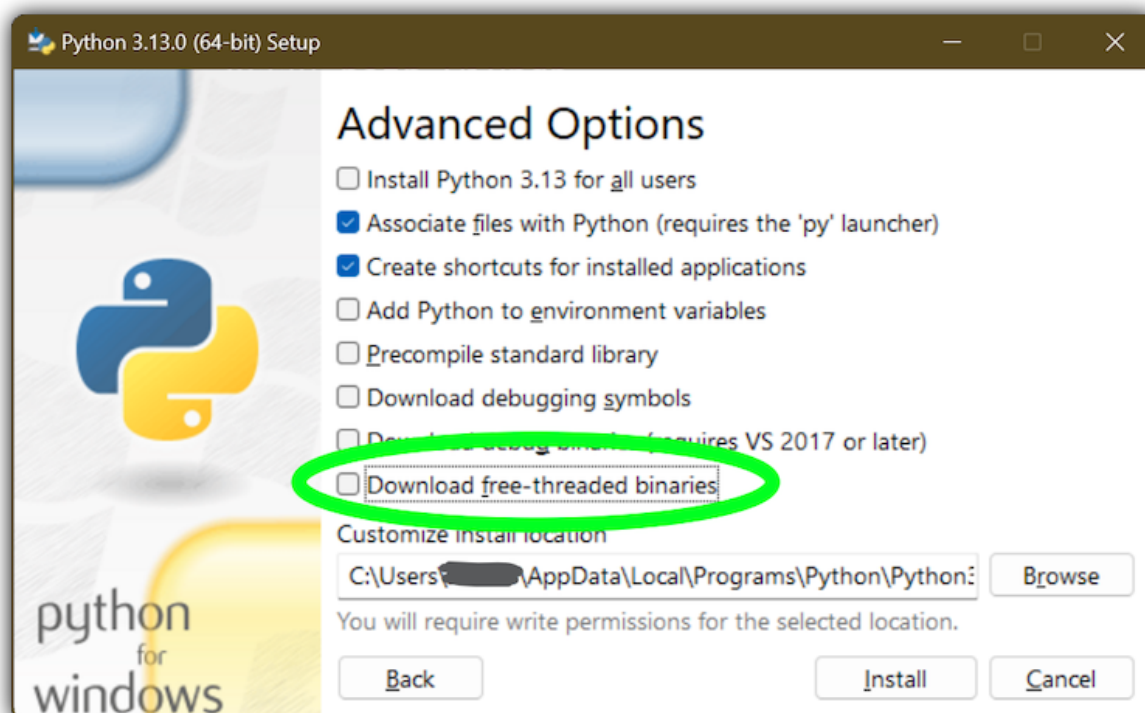 Python 3.13.0 (64-bit) Setup
Advanced Options
Install Python 3.13 for all users
Associate files with Python (requires the 'py' launcher)
Create shortcuts for installed applications
Add Python to environment variables
Precompile standard library
Download debugging symbols
Download debug binaries (requires VS 2017 or later)
Download free-threaded binaries
Customize install location
C:\Users\ \AppData\Local\Programs\Python\Python3
Browse
You will require write permissions for the selected location.
python
for
windows
Back
Install
Cancel